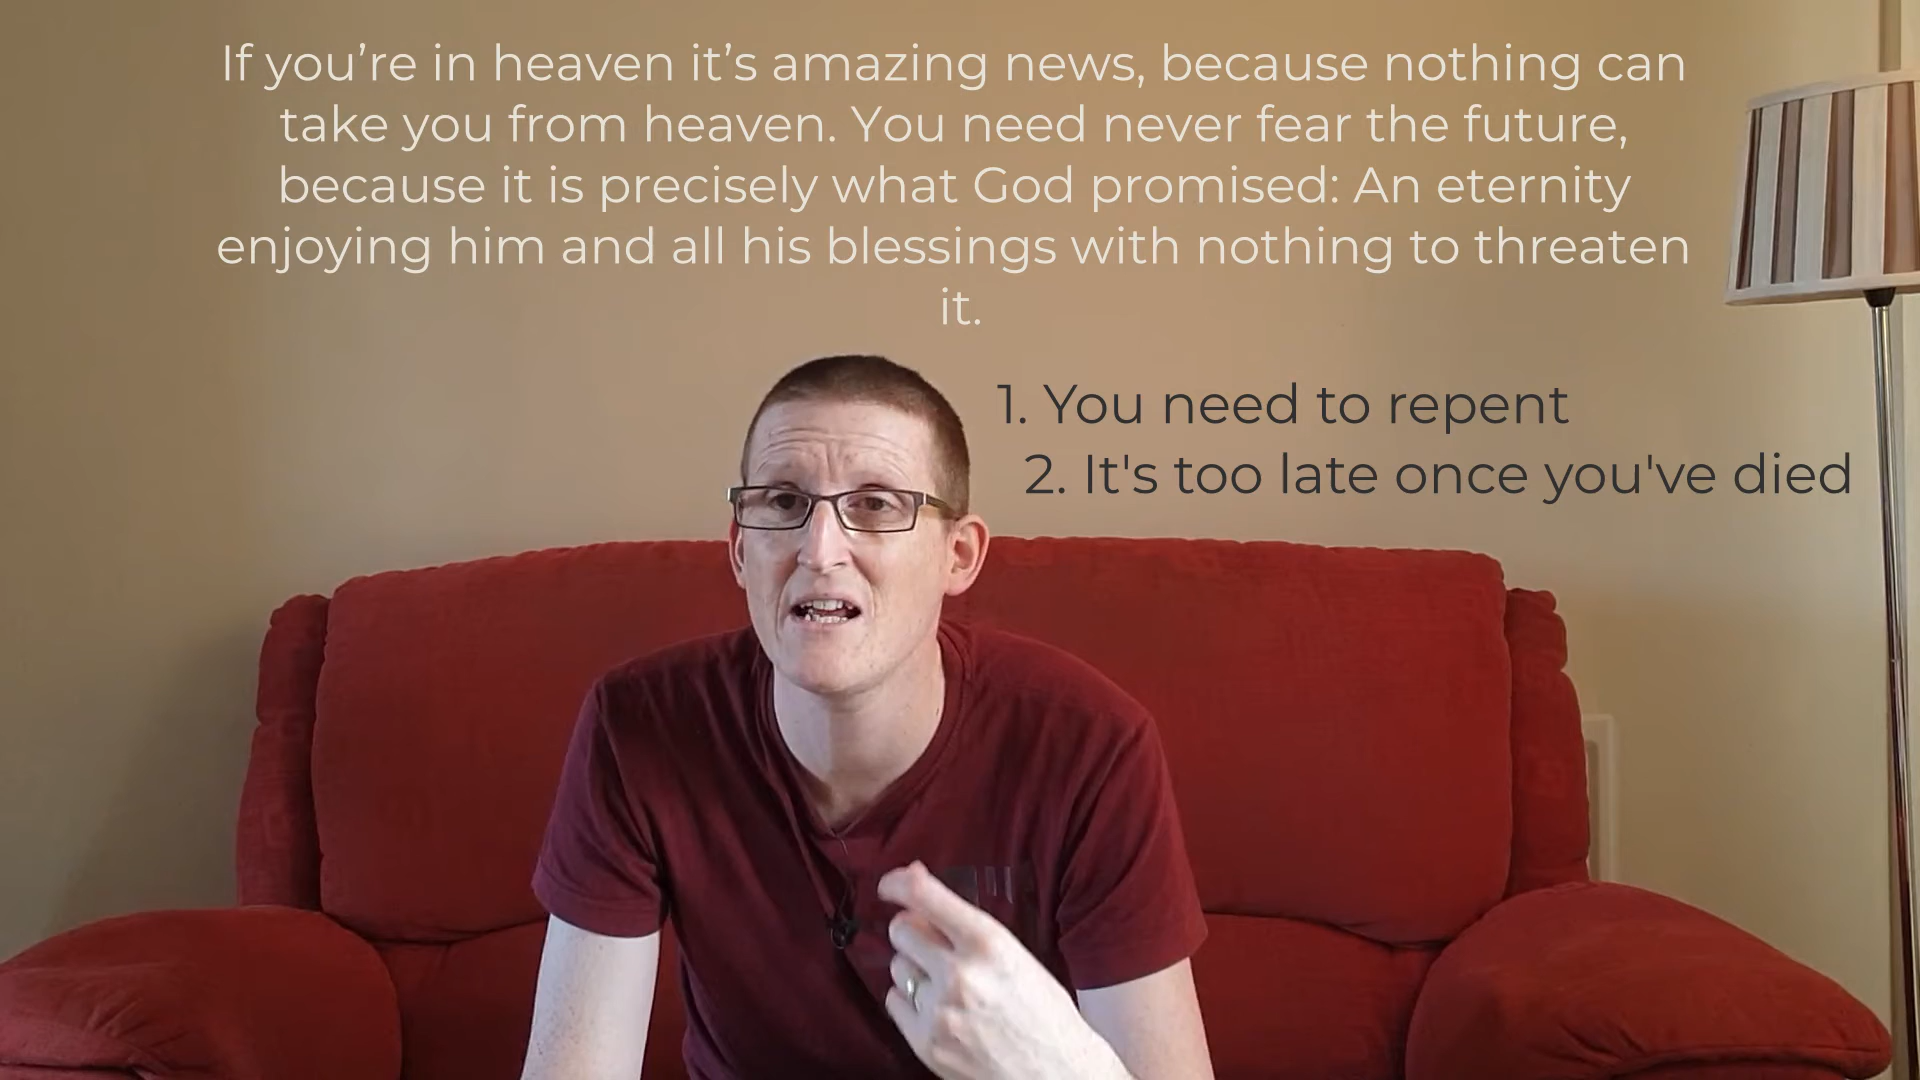 If you’re in heaven it’s amazing news, because nothing can
take you from heaven. You need never fear the future,
because it is precisely what God promised: An eternity
enjoying him and all his blessings with nothing to threaten
it.
1. You need to repent
2. It's too late once you've died